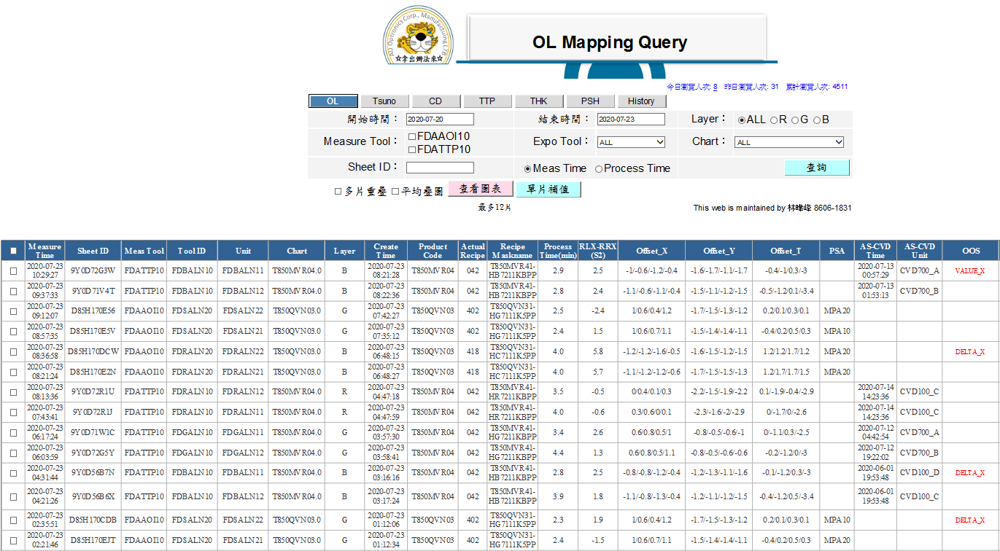 AU Optronics Corp., Manufacturing L7B
☆拿出辦法來☆
OL Mapping Query
今日瀏覽人次: 8 昨日瀏覽人次: 31 累計瀏覽人次: 4511
OL Tsuno CD TTP THK PSH History
開始時間： 2020-07-20 結束時間： 2020-07-23 Layer： ALL R G B
Measure Tool： FDAAOI10 FDATTP10 Expo Tool： ALL Chart： ALL
Sheet ID： Meas Time Process Time 查詢
多片重疊 平均疊圖 查看圖表 單片補值
最多12片
This web is maintained by 林暐峰 8606-1831
Measure Time Sheet ID Meas Tool Tool ID Unit Chart Layer Create Time Product Code Actual Recipe Recipe Maskname Process Time(min) RLX-RRX (S2) Offset_X Offset_Y Offset_T PSA AS-CVD Time AS-CVD Unit OOS
2020-07-23 10:29:27 9Y0D72G3W FDATTP10 FDBALN10 FDBALN11 T850MVR04.0 B 2020-07-23 08:21:28 T850MVR04 042 T850MVR41-HB7211KBPP 2.9 2.5 -1/-0.6/-1.2/-0.4 -1.6/-1.7/-1.1/-1.7 -0.4/-1/0.3/-3 2020-07-13 00:57:29 CVD700_A VALUE_X
2020-07-23 09:37:33 9Y0D71V4T FDATTP10 FDBALN10 FDBALN12 T850MVR04.0 B 2020-07-23 08:22:36 T850MVR04 042 T850MVR41-HB7211KBPP 2.8 2.4 -1.1/-0.6/-1.1/-0.4 -1.5/-1.1/-1.2/-1.5 -0.5/-1.2/0.1/-3.4 2020-07-13 01:53:13 CVD700_B
2020-07-23 09:12:07 D85H170E56 FDAAOI10 FDSALN20 FDSALN22 T850QVN03.0 G 2020-07-23 07:42:27 T850QVN03 402 T850QVN31-HG7111K5PP 2.5 -2.4 1/0.6/0.4/1.2 -1.7/-1.5/-1.3/-1.2 0.2/0.1/0.3/0.1 MPA20
2020-07-23 08:57:35 D85H170E5V FDAAOI10 FDSALN20 FDSALN21 T850QVN03.0 G 2020-07-23 07:35:12 T850QVN03 402 T850QVN31-HG7111K5PP 2.4 1.5 1/0.6/0.7/1.1 -1.5/-1.4/-1.4/-1.1 -0.4/0.2/0.5/0.3 MPA10
2020-07-23 08:36:58 D85H170DCW FDAAOI10 FDRALN20 FDRALN22 T850QVN03.0 B 2020-07-23 06:48:15 T850QVN03 418 T850QVN31-HC7111K5PP 4.0 5.8 -1.2/-1.2/-1.6/-0.5 -1.6/-1.5/-1.2/-1.5 1.2/1.2/1.7/1.2 MPA20 DELTA_X
2020-07-23 08:21:24 D85H170E2N FDAAOI10 FDRALN20 FDRALN21 T850QVN03.0 B 2020-07-23 06:48:27 T850QVN03 418 T850QVN31-HC7111K5PP 4.0 5.7 -1.1/-1.2/-1.2/-0.6 -1.7/-1.5/-1.5/-1.3 1.2/1.7/1.7/1.5 MPA20
2020-07-23 08:13:36 9Y0D72R1U FDATTP10 FDRALN10 FDRALN12 T850MVR04.0 R 2020-07-23 04:47:18 T850MVR04 042 T850MVR41-HR7211KBPP 3.5 -0.5 0/0.4/0.1/0.3 -2.2/-1.5/-1.9/-2.2 0.1/-1.9/-0.4/-2.9 2020-07-14 14:23:36 CVD100_C
2020-07-23 07:43:41 9Y0D72R1J FDATTP10 FDRALN10 FDRALN11 T850MVR04.0 R 2020-07-23 04:47:59 T850MVR04 042 T850MVR41-HR7211KBPP 4.0 -0.6 0.3/0.6/0/0.1 -2.3/-1.6/-2/-2.9 0/-1.7/0/-2.6 2020-07-14 14:23:36 CVD100_C
2020-07-23 06:17:24 9Y0D71W1C FDATTP10 FDGALN10 FDGALN11 T850MVR04.0 G 2020-07-23 03:57:30 T850MVR04 042 T850MVR41-HG7211KBPP 3.4 2.6 0.6/0.8/0.5/1 -0.8/-0.5/-0.6/-1 0/-1.1/0.3/-2.5 2020-07-12 04:42:54 CVD700_A
2020-07-23 06:03:59 9Y0D72G5Y FDATTP10 FDGALN10 FDGALN12 T850MVR04.0 G 2020-07-23 03:58:41 T850MVR04 042 T850MVR41-HG7211KBPP 4.4 1.3 0.6/0.8/0.5/1.1 -0.8/-0.5/-0.6/-0.6 -0.2/-1.2/0/-3 2020-07-12 19:22:02 CVD700_B
2020-07-23 04:31:44 9Y0D56B7N FDATTP10 FDBALN10 FDBALN11 T850MVR04.0 B 2020-07-23 03:16:16 T850MVR04 042 T850MVR41-HB7211KBPP 2.8 2.5 -0.8/-0.8/-1.2/-0.4 -1.2/-1.3/-1.1/-1.6 -0.1/-1.2/0.3/-3 2020-06-01 19:53:48 CVD100_D DELTA_X
2020-07-23 04:21:26 9Y0D56B6X FDATTP10 FDBALN10 FDBALN12 T850MVR04.0 B 2020-07-23 03:17:24 T850MVR04 042 T850MVR41-HB7211KBPP 3.9 1.8 -1.1/-0.8/-1.3/-0.4 -1.2/-1.1/-1.2/-1.5 -0.4/-1.2/0.5/-3.4 2020-06-01 19:53:48 CVD100_C
2020-07-23 02:35:51 D85H170CDB FDAAOI10 FDSALN20 FDSALN22 T850QVN03.0 G 2020-07-23 01:12:06 T850QVN03 402 T850QVN31-HG7111K5PP 2.3 1.9 1/0.6/0.4/1.2 -1.7/-1.5/-1.3/-1.2 0.2/0.1/0.3/0.1 MPA10 DELTA_X
2020-07-23 02:21:46 D85H170EJT FDAAOI10 FDSALN20 FDSALN21 T850QVN03.0 G 2020-07-23 01:12:34 T850QVN03 402 T850QVN31-HG7111K5PP 2.4 -1.5 1/0.6/0.7/1.1 -1.5/-1.4/-1.4/-1.1 -0.4/0.2/0.5/0.3 MPA20